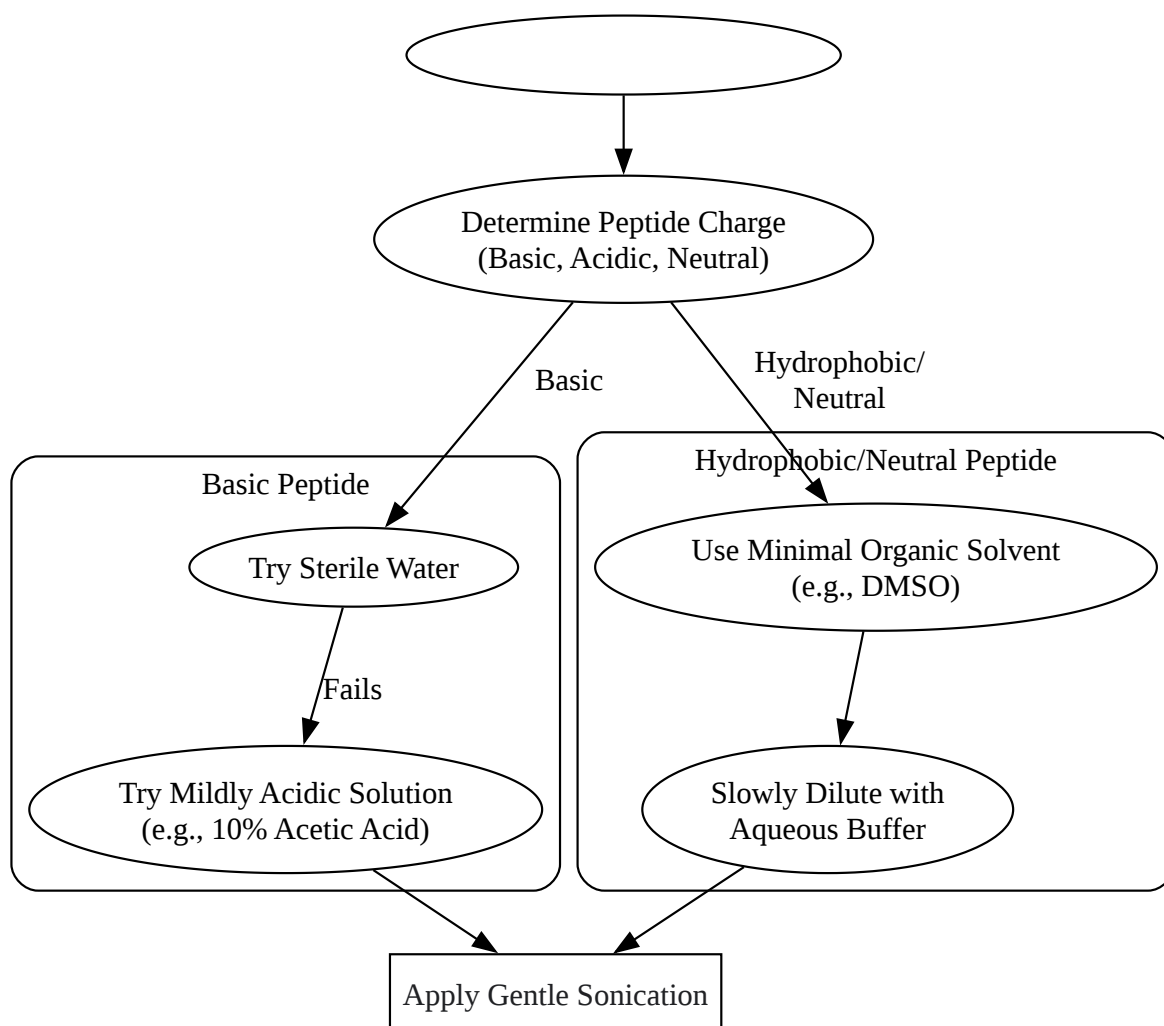 Determine Peptide Charge
(Basic, Acidic, Neutral)
Basic
Hydrophobic/
Neutral
Basic Peptide
Hydrophobic/Neutral Peptide
Try Sterile Water
Use Minimal Organic Solvent
(e.g., DMSO)
Fails
Try Mildly Acidic Solution
(e.g., 10% Acetic Acid)
Slowly Dilute with
Aqueous Buffer
Apply Gentle Sonication